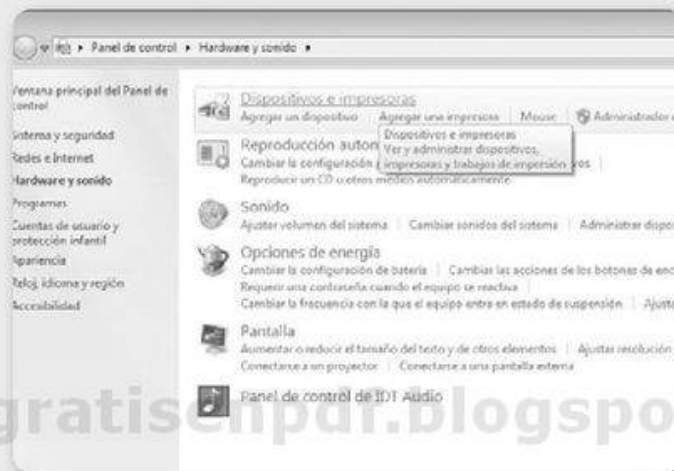 Panel de control ▸ Hardware y sonido ▸
Ventana principal del Panel de
control
Sistema y seguridad
Redes e Internet
Hardware y sonido
Programas
Cuentas de usuario y
protección infantil
Apariencia
Reloj, idioma y región
Accesibilidad
Dispositivos e impresoras
Agregar un dispositivo | Agregar una impresora | Mouse | Administrador
Dispositivos e impresoras
Ver y administrar dispositivos,
impresoras y trabajos de impresión
Reproducción autom
Cambiar la configuración
Reproducir un CD u otros medios automáticamente
Sonido
Ajustar volumen del sistema | Cambiar sonidos del sistema | Administrar dispo
Opciones de energía
Cambiar la configuración de batería | Cambiar las acciones de los botones de enc
Requerir una contraseña cuando el equipo se reactiva
Cambiar la frecuencia con la que el equipo entra en estado de suspensión | Ajusta
Pantalla
Aumentar o reducir el tamaño del texto y de otros elementos | Ajustar resolución
Conectarse a un proyector | Conectarse a una pantalla externa
Panel de control de IDT Audio
gratisenpdf.blogspo